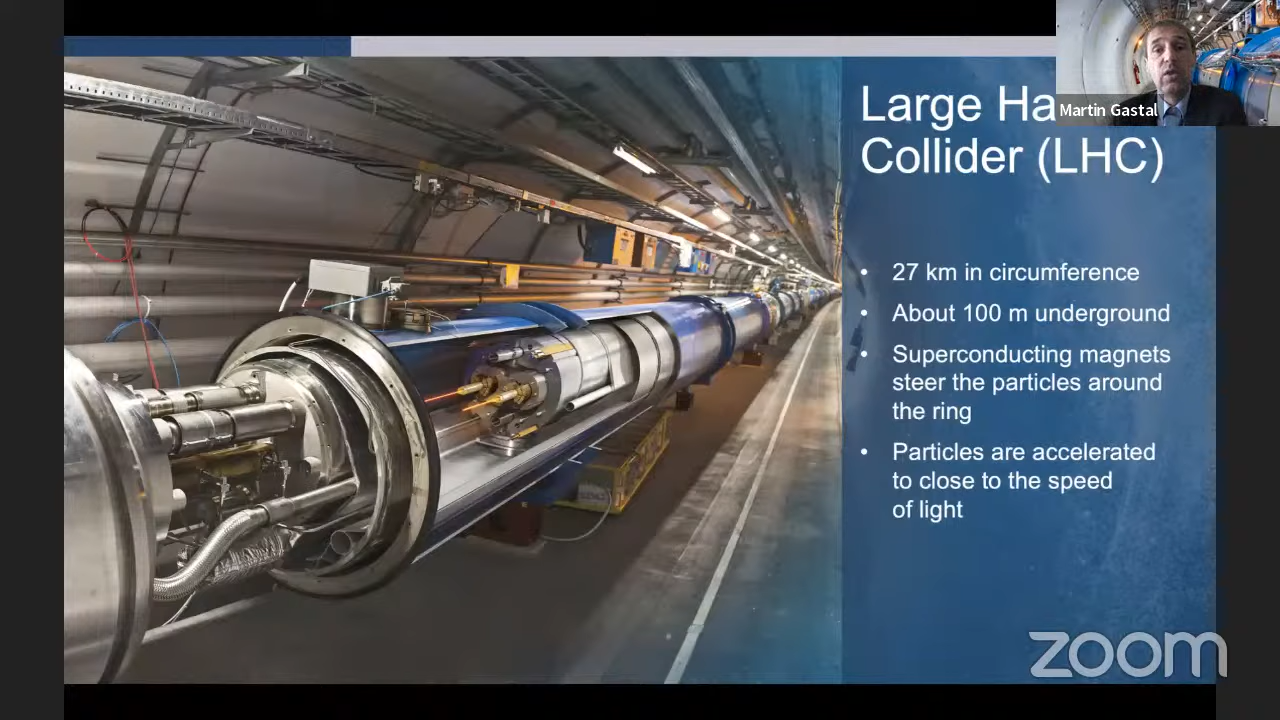 Large Ha
Collider (LHC)
Martin Gastal
• 27 km in circumference
• About 100 m underground
• Superconducting magnets
steer the particles around
the ring
• Particles are accelerated
to close to the speed
of light
zoom